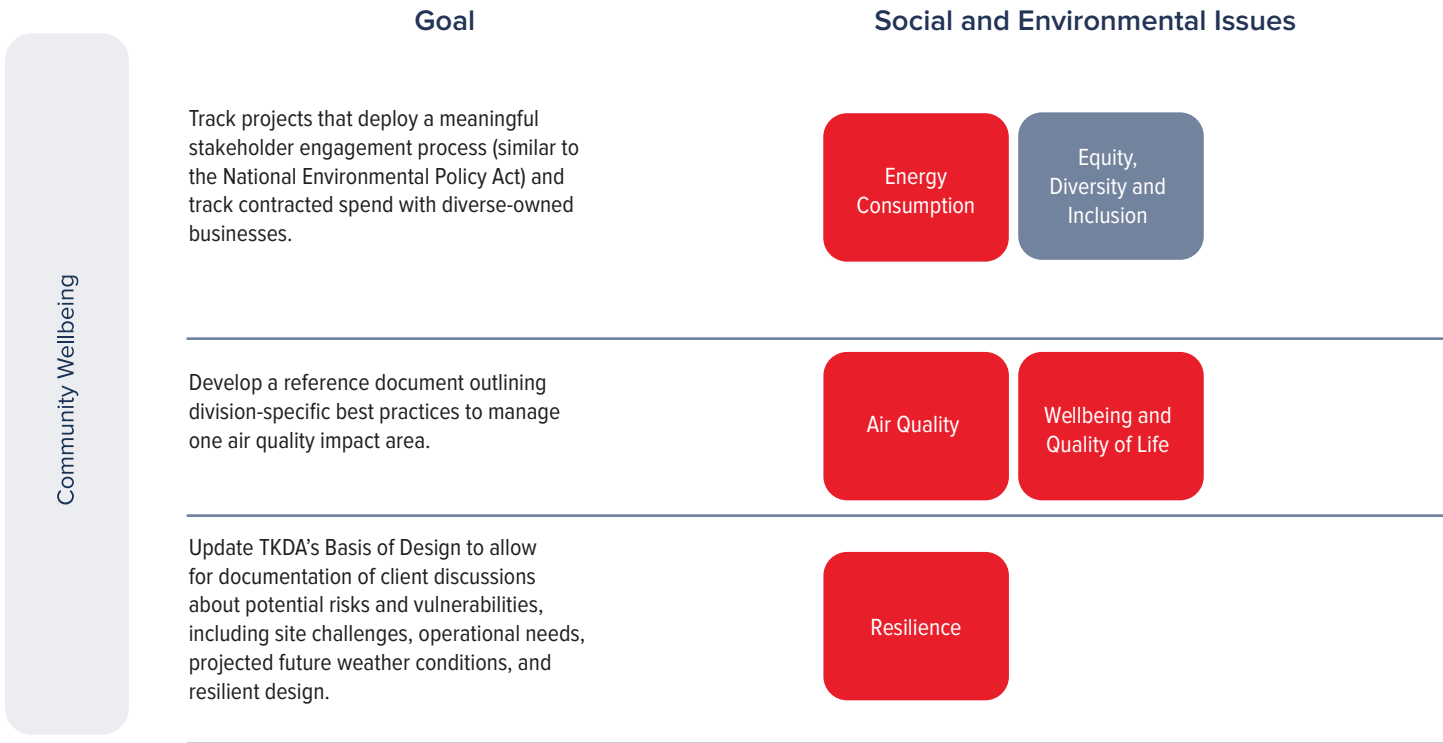 Goal
Social and Environmental Issues
Community Wellbeing
Track projects that deploy a meaningful
stakeholder engagement process (similar to
the National Environmental Policy Act) and
track contracted spend with diverse-owned
businesses.
Energy
Consumption
Equity,
Diversity and
Inclusion
Develop a reference document outlining
division-specific best practices to manage
one air quality impact area.
Air Quality
Wellbeing and
Quality of Life
Update TKDA’s Basis of Design to allow
for documentation of client discussions
about potential risks and vulnerabilities,
including site challenges, operational needs,
projected future weather conditions, and
resilient design.
Resilience